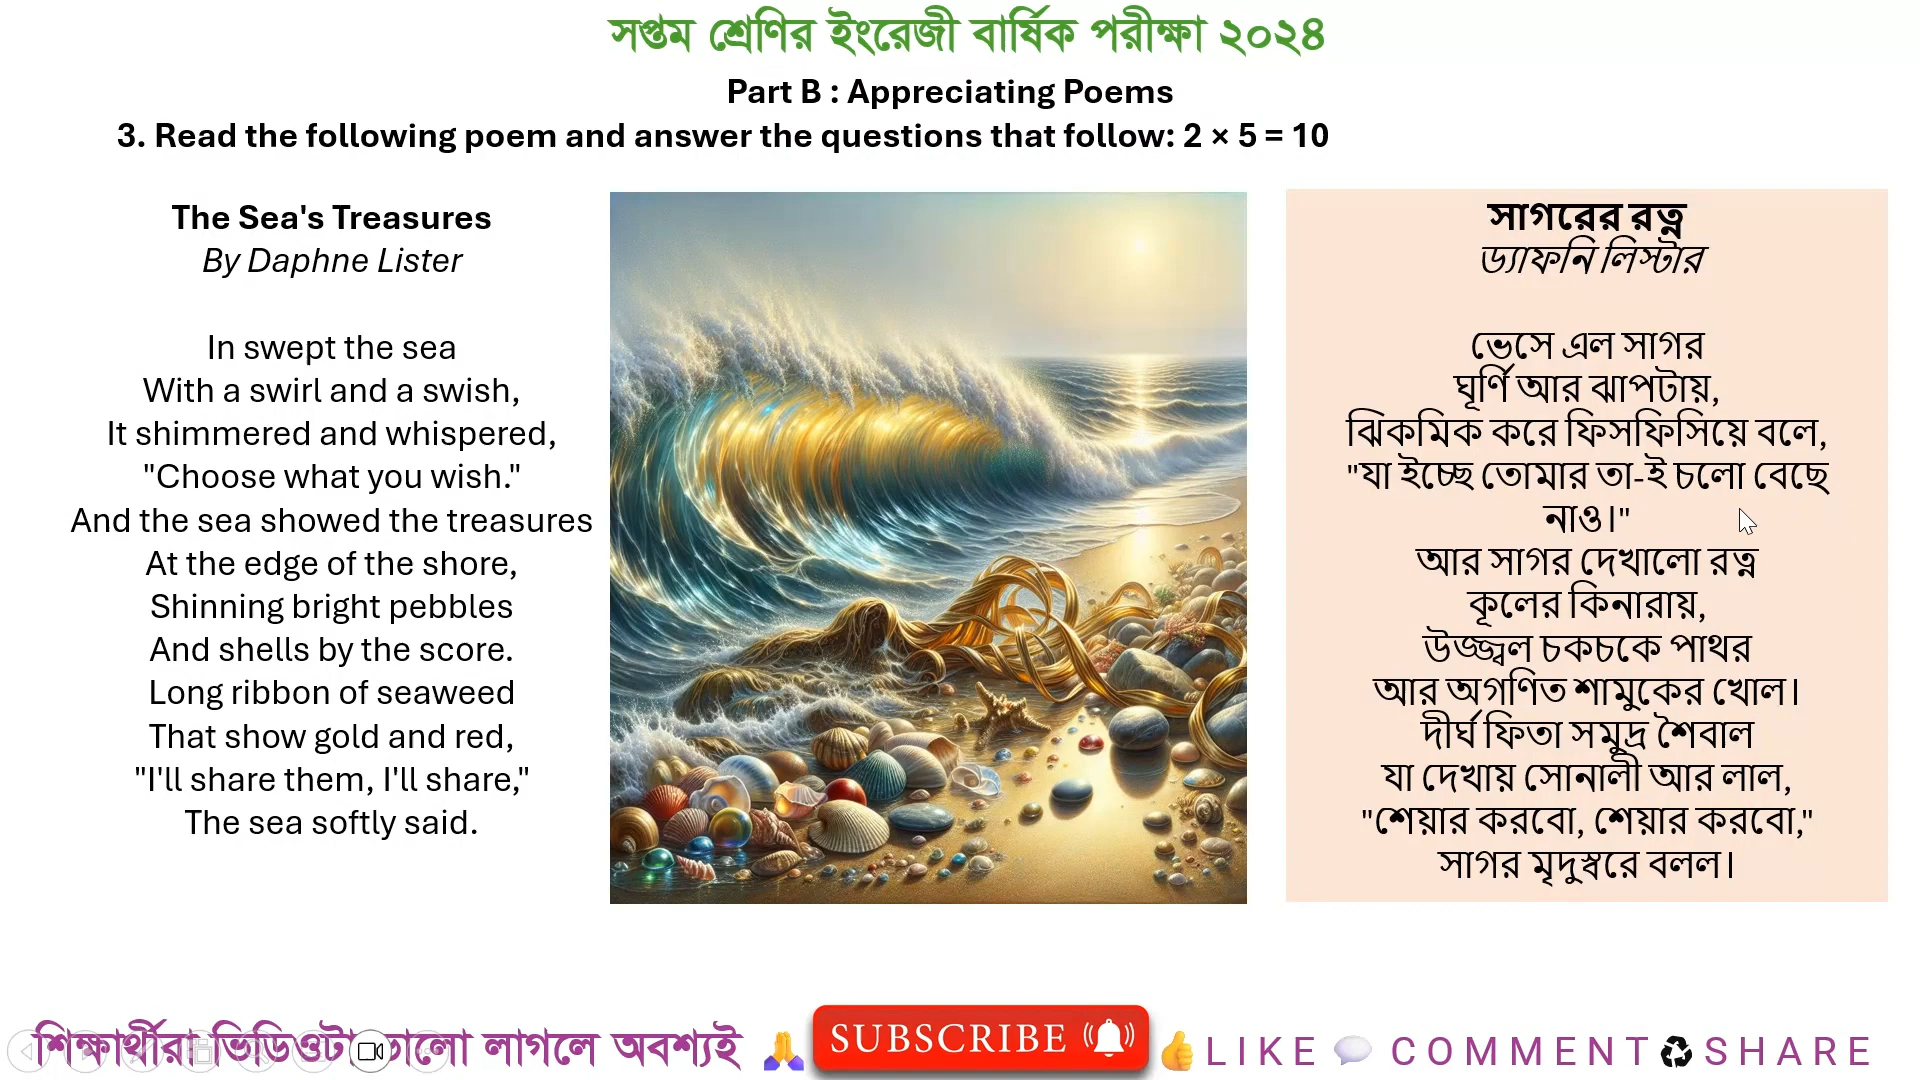 সপ্তম শ্রেণির ইংরেজী বার্ষিক পরীক্ষা ২০২৪
Part B : Appreciating Poems
3. Read the following poem and answer the questions that follow: 2 × 5 = 10
The Sea's Treasures
By Daphne Lister
In swept the sea
With a swirl and a swish,
It shimmered and whispered,
"Choose what you wish."
And the sea showed the treasures
At the edge of the shore,
Shinning bright pebbles
And shells by the score.
Long ribbon of seaweed
That show gold and red,
"I'll share them, I'll share,"
The sea softly said.
সাগরের রত্ন
ড্যাফনি লিস্টার
ভেসে এল সাগর
ঘূর্ণি আর ঝাপটায়,
ঝিকমিক করে ফিসফিসিয়ে বলে,
"যা ইচ্ছে তোমার তা-ই চলো বেছে
নাও।"
আর সাগর দেখালো রত্ন
কূলের কিনারায়,
উজ্জ্বল চকচকে পাথর
আর অগণিত শামুকের খোল।
দীর্ঘ ফিতা সমুদ্র শৈবাল
যা দেখায় সোনালী আর লাল,
"শেয়ার করবো, শেয়ার করবো,"
সাগর মৃদুস্বরে বলল।
শিক্ষার্থীরা ভিডিওটা ভালো লাগলে অবশ্যই 🙏 SUBSCRIBE 👍 LIKE 💬 COMMENT ♻ SHARE